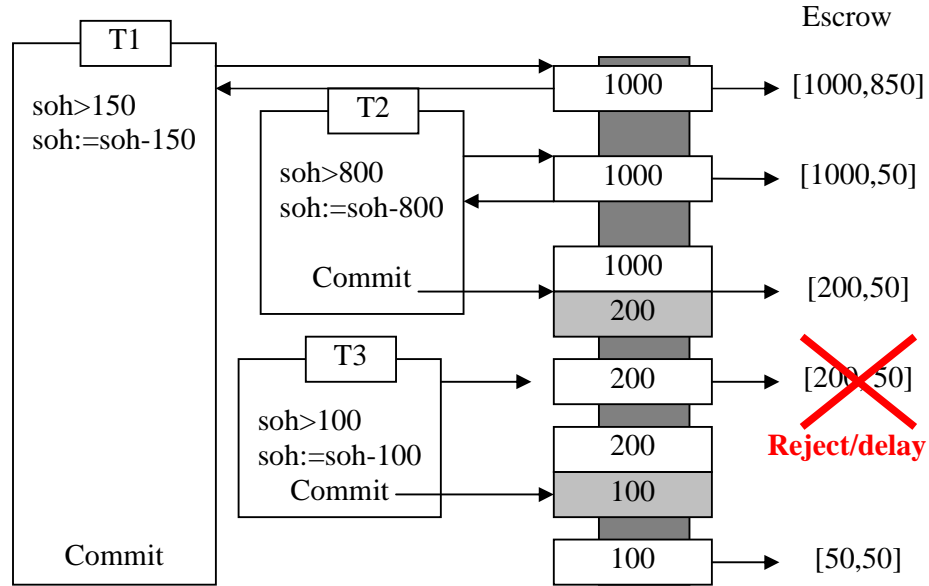 Escrow
T1
soh>150
soh:=soh-150
1000
[1000,850]
T2
soh>800
soh:=soh-800
1000
[1000,50]
Commit
1000
200
[200,50]
T3
soh>100
soh:=soh-100
Commit
200
[200,-50]
Reject/delay
200
100
Commit
100
[50,50]